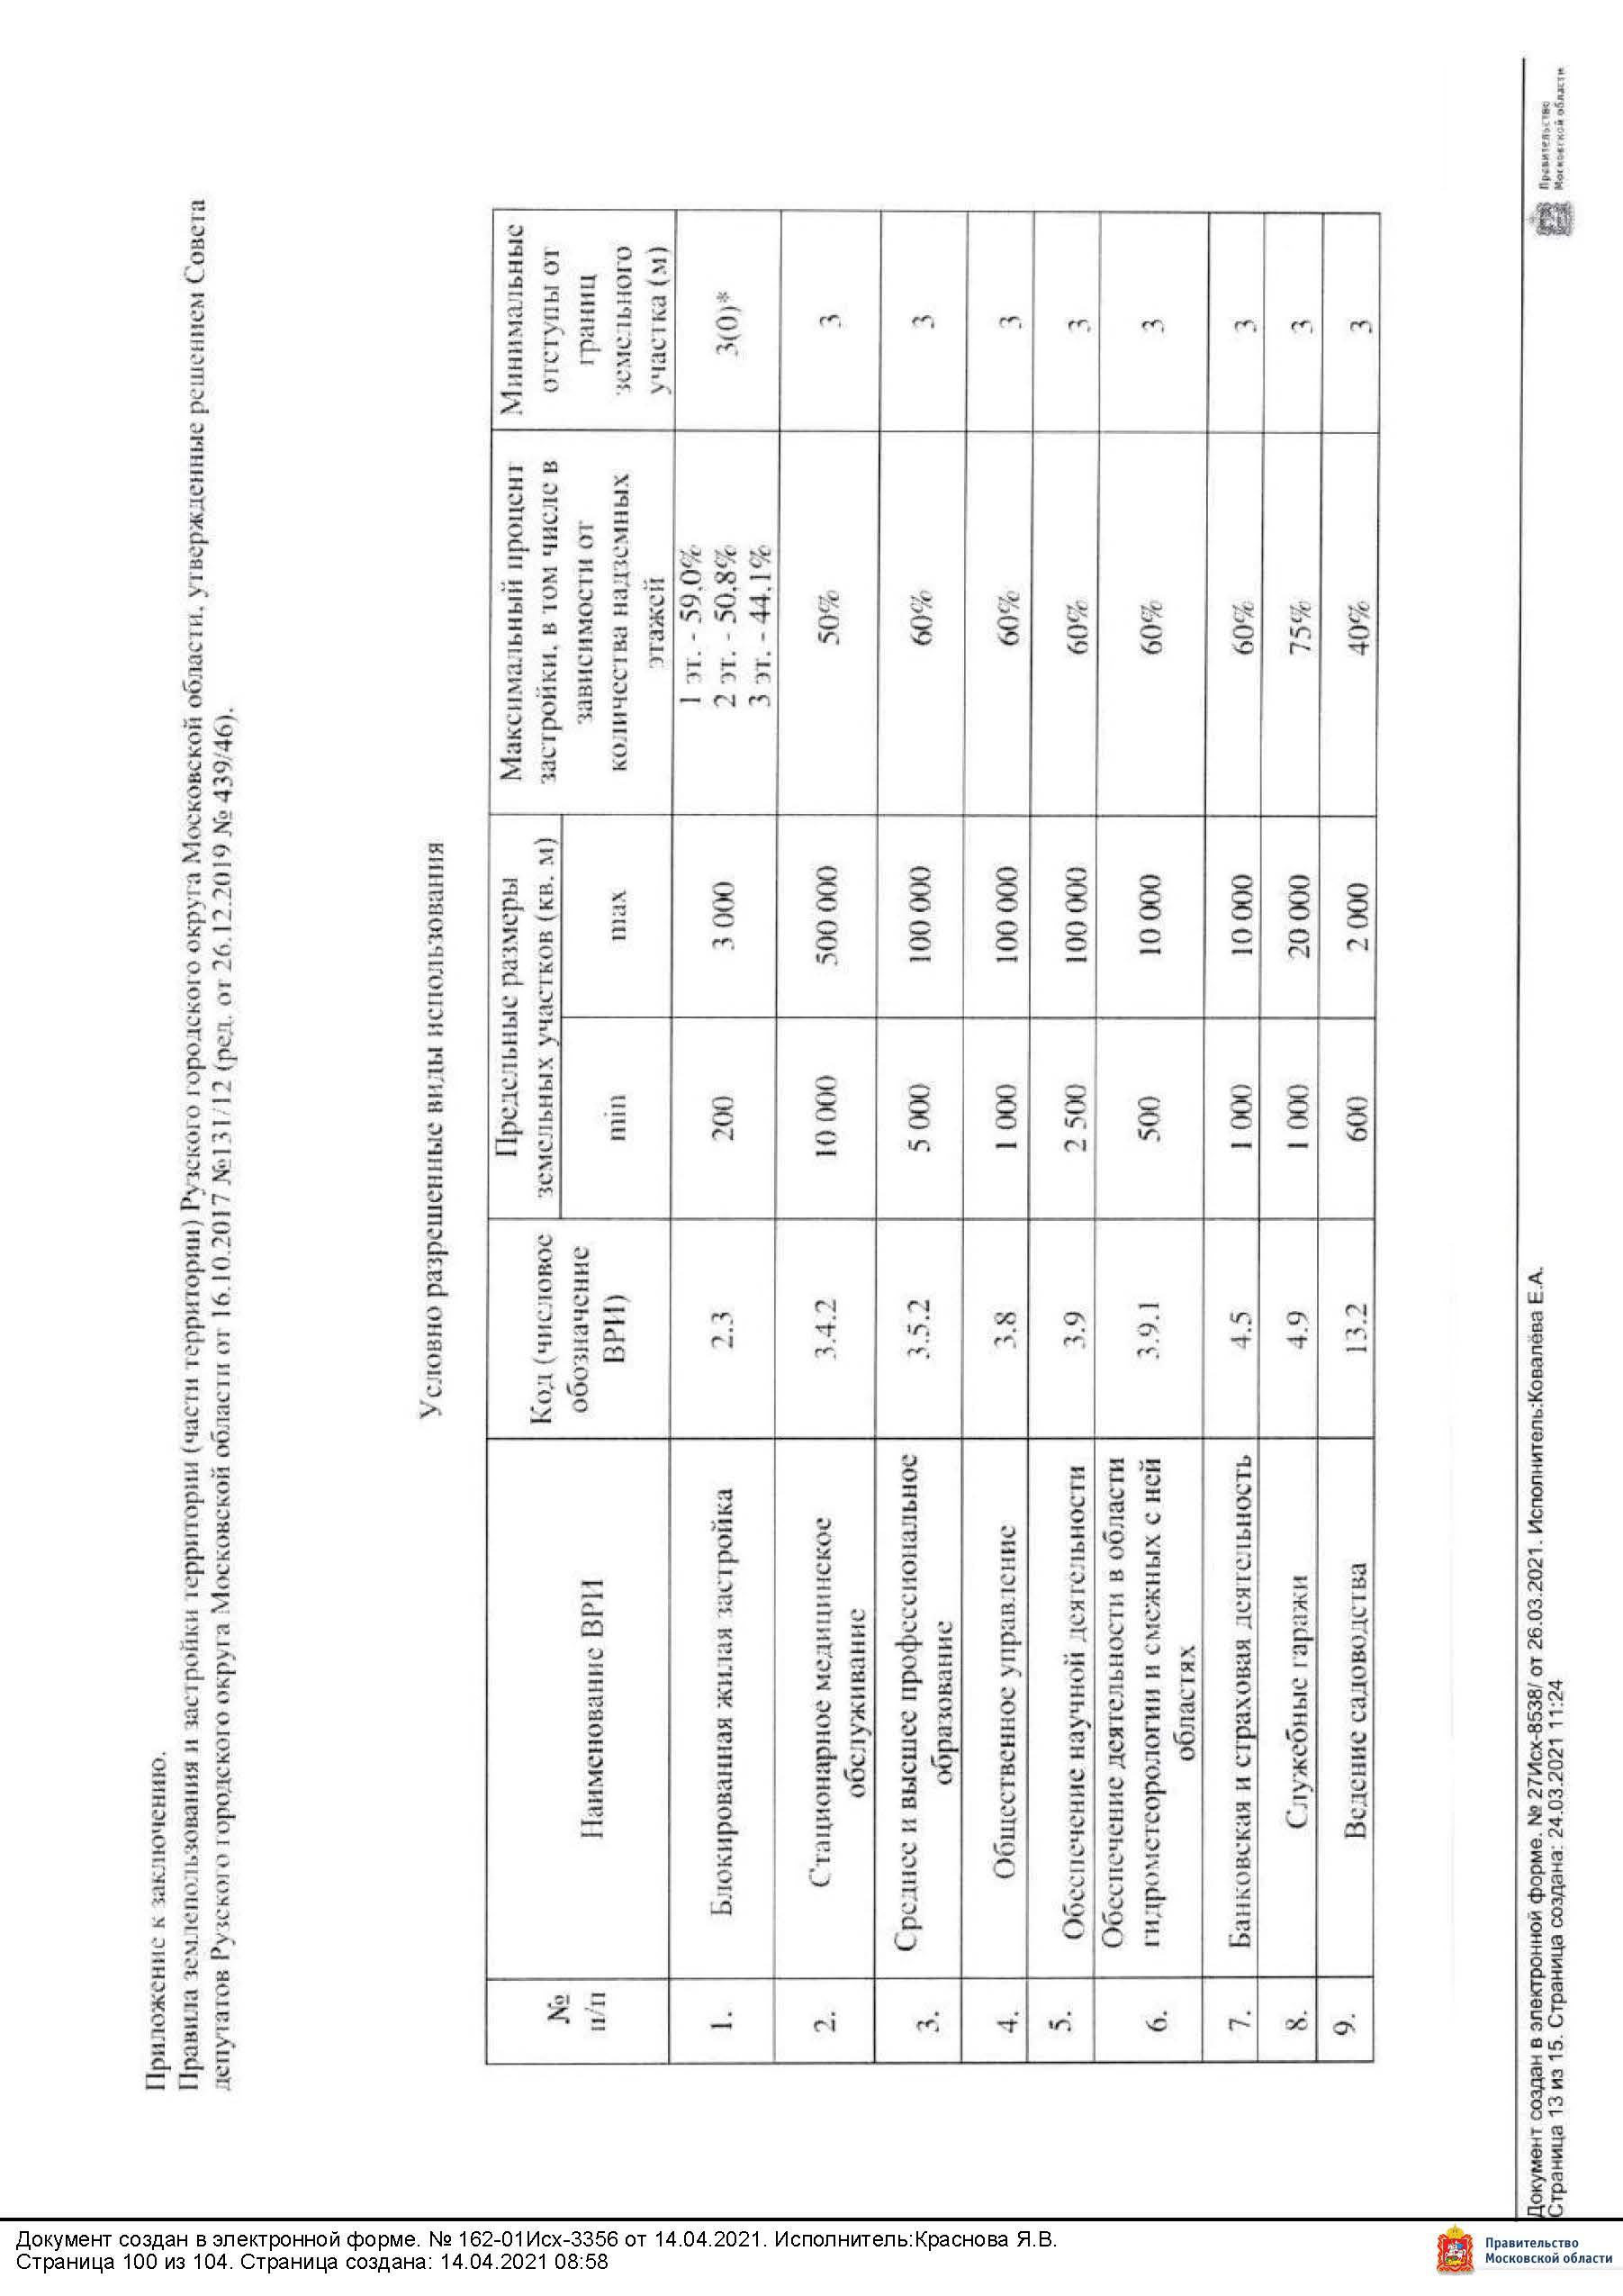 Приложение к заключению.
Правила землепользования и застройки территории (части территории) Рузского городского округа Московской области, утвержденные решением Совета
депутатов Рузского городского округа Московской области от 16.10.2017 №131/12 (ред. от 26.12.2019 № 439/46).
Условно разрешенные виды использования
№ п/п
Наименование ВРИ
Код (числовое обозначение ВРИ)
Предельные размеры земельных участков (кв. м)
min
max
Максимальный процент застройки, в том числе в зависимости от количества надземных этажей
Минимальные отступы от границ земельного участка (м)
1. Блокированная жилая застройка 2.3 200 3 000 1 эт. - 59,0% 2 эт. - 50,8% 3 эт. - 44,1% 3(0)*
2. Стационарное медицинское обслуживание 3.4.2 10 000 500 000 50% 3
3. Среднее и высшее профессиональное образование 3.5.2 5 000 100 000 60% 3
4. Общественное управление 3.8 1 000 100 000 60% 3
5. Обеспечение научной деятельности 3.9 2 500 100 000 60% 3
6. Обеспечение деятельности в области гидрометеорологии и смежных с ней областях 3.9.1 500 10 000 60% 3
7. Банковская и страховая деятельность 4.5 1 000 10 000 60% 3
8. Служебные гаражи 4.9 1 000 20 000 75% 3
9. Ведение садоводства 13.2 600 2 000 40% 3
Документ создан в электронной форме. № 27Исх-8538/ от 26.03.2021. Исполнитель:Ковалёва Е.А.
Страница 13 из 15. Страница создана: 24.03.2021 11:24
Правительство
Московской области
Документ создан в электронной форме. № 162-01Исх-3356 от 14.04.2021. Исполнитель:Краснова Я.В.
Страница 100 из 104. Страница создана: 14.04.2021 08:58
Правительство
Московской области